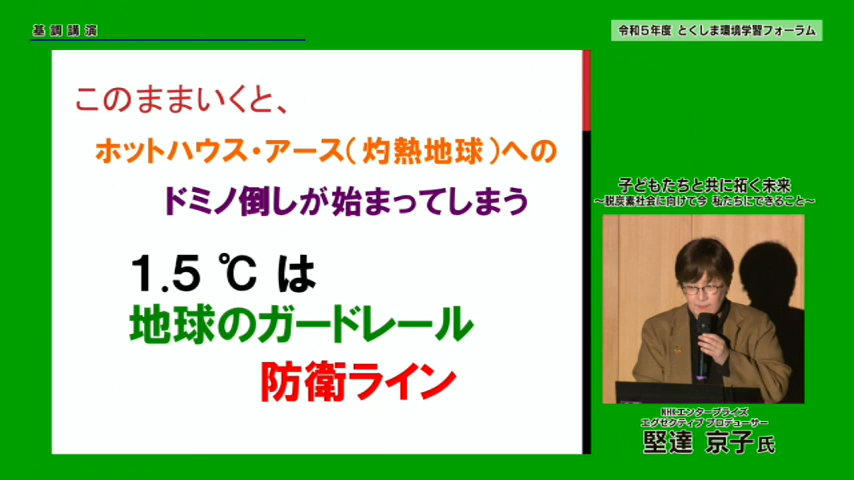 基調講演
令和5年度 とくしま環境学習フォーラム
このままいくと、
ホットハウス・アース(灼熱地球)への
ドミノ倒しが始まってしまう
1.5 ℃ は
地球のガードレール
防衛ライン
子どもたちと共に拓く未来
～脱炭素社会に向けて今 私たちにできること～
NHKエンタープライズ
エグゼクティブ プロデューサー
堅達 京子 氏